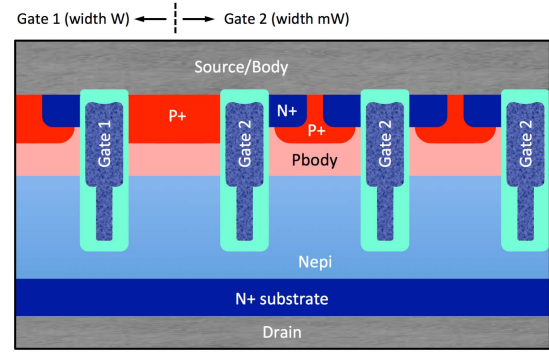 Gate 1 (width W)
Gate 2 (width mW)
Source/Body
Gate 1
P+
Gate 2
N+
P+
Pbody
Gate 2
Gate 2
Nepi
N+ substrate
Drain